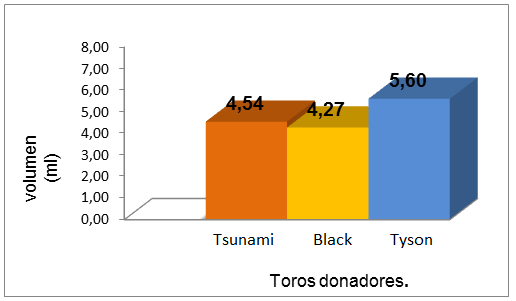 8,00
7,00
6,00
5,00
4,00
3,00
2,00
1,00
0,00
volumen
(ml)
4,54
4,27
5,60
Tsunami
Black
Tyson
Toros donadores.